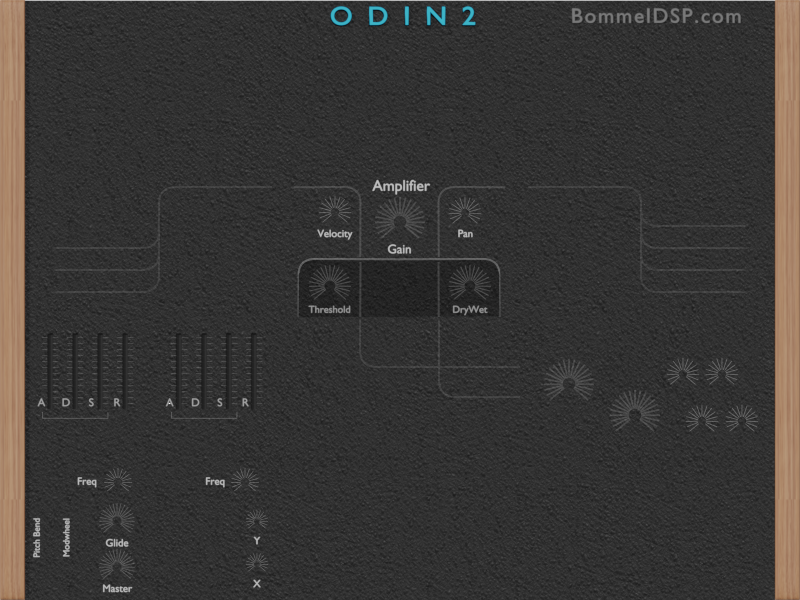 ODIN2
BommelDSP.com
Amplifier
Velocity
Pan
Gain
Threshold
DryWet
A D S R
A D S R
Freq
Freq
Pitch Bend
Modwheel
Glide
Y
Master
X